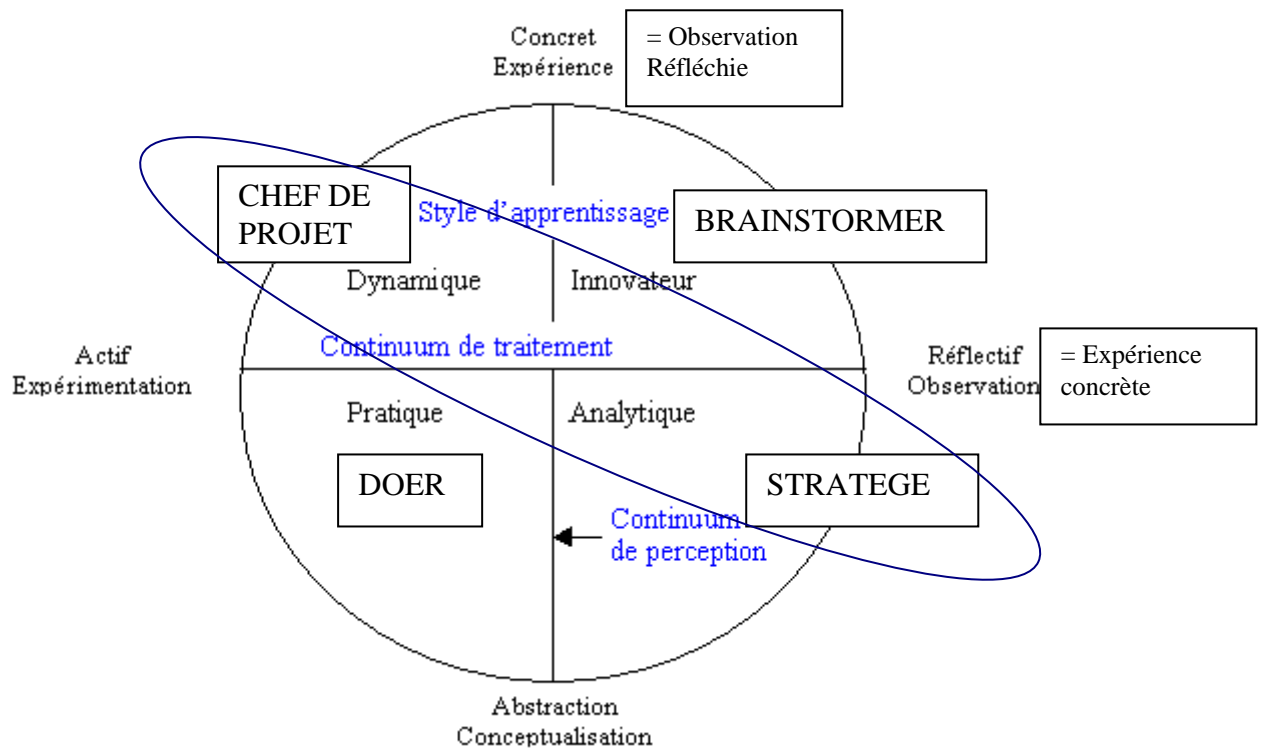 Concret
Expérience
= Observation
Réfléchie
CHEF DE
PROJET
Style d'apprentissage
BRAINSTORMER
Dynamique
Innovateur
Continuum de traitement
Actif
Expérimentation
Réflectif
Observation
= Expérience
concrète
Pratique
Analytique
DOER
STRATEGE
Continuum
de perception
Abstraction
Conceptualisation